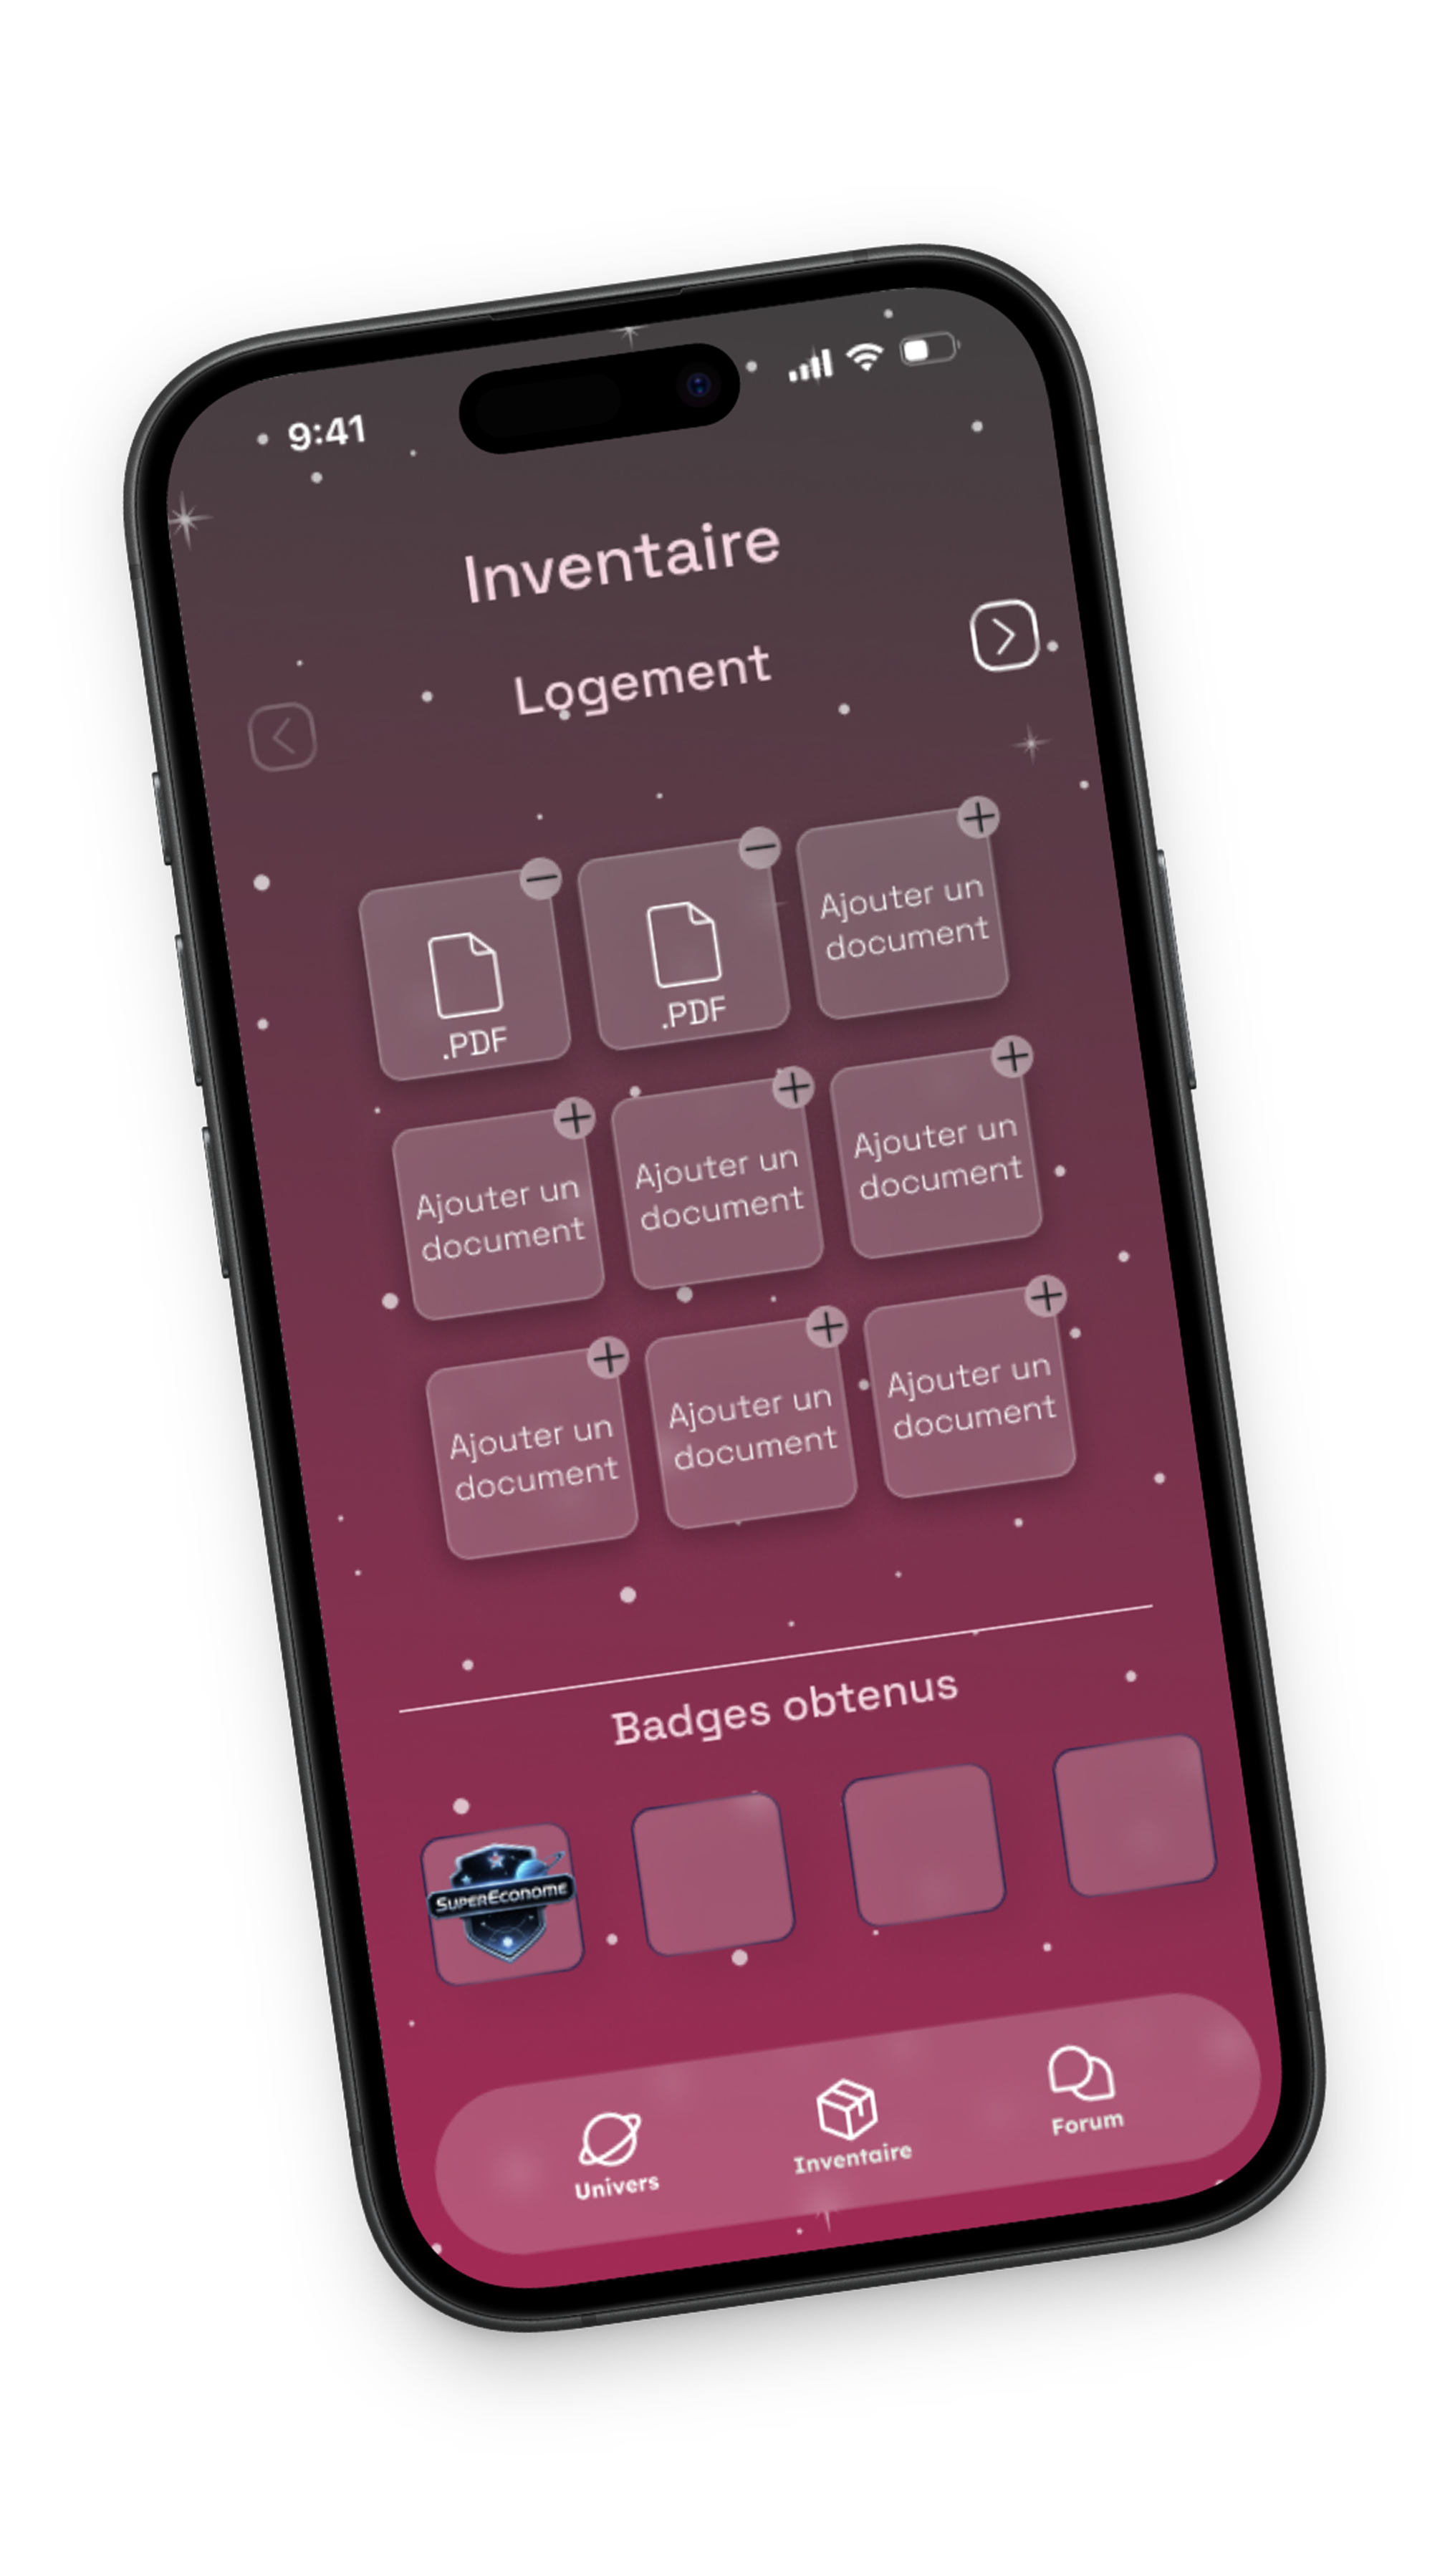 9:41
Inventaire
Logement
.PDF
.PDF
Ajouter un
document
Ajouter un
document
Ajouter un
document
Ajouter un
document
Ajouter un
document
Ajouter un
document
Ajouter un
document
Badges obtenus
SUPERECONOME
Univers
Inventaire
Forum